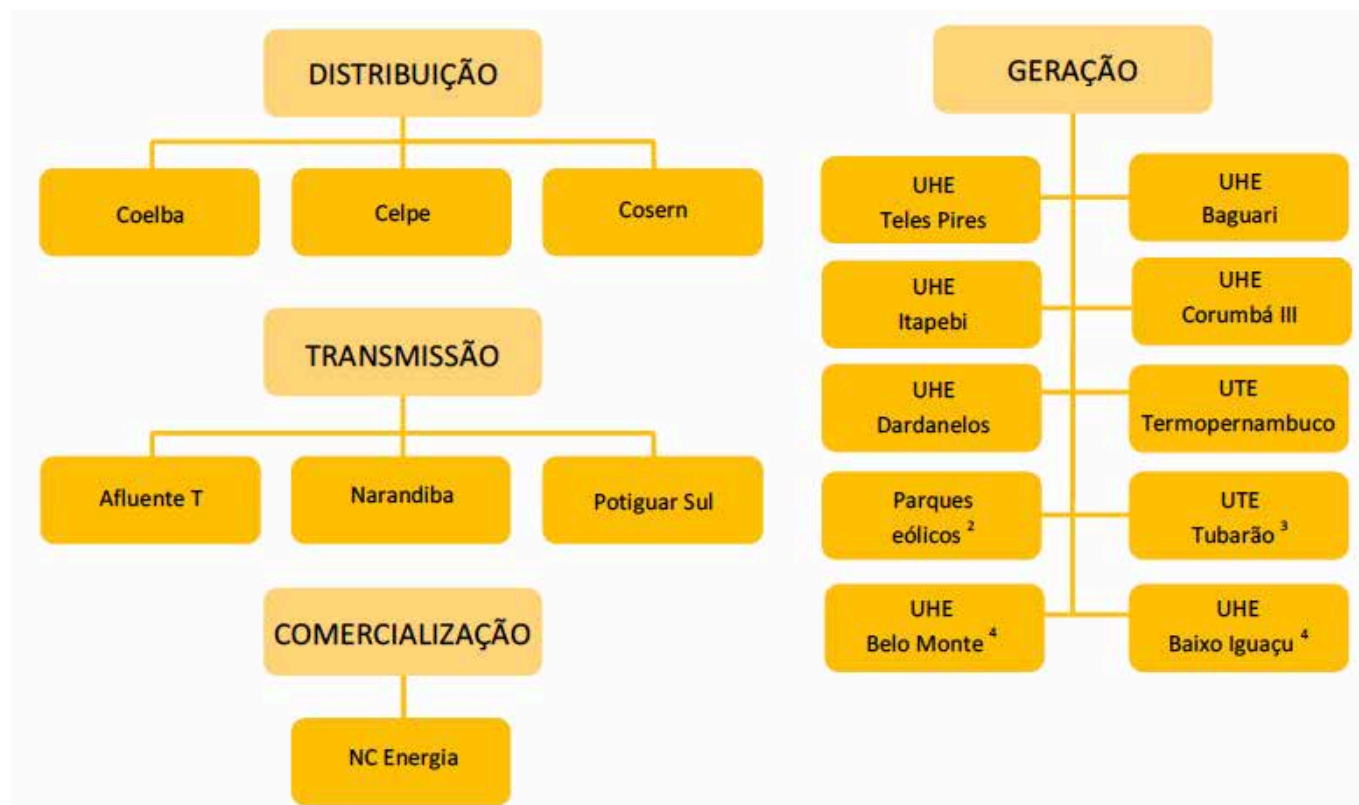 DISTRIBUIÇÃO
Coelba
Celpe
Cosern
TRANSMISSÃO
Afluente T
Narandiba
Potiguar Sul
COMERCIALIZAÇÃO
NC Energia
GERAÇÃO
UHE
Teles Pires
UHE
Baguari
UHE
Itapebi
UHE
Corumbá III
UHE
Dardanelos
UTE
Termopernambuco
Parques
eólicos ²
UTE
Tubarão ³
UHE
Belo Monte ⁴
UHE
Baixo Iguaçu ⁴